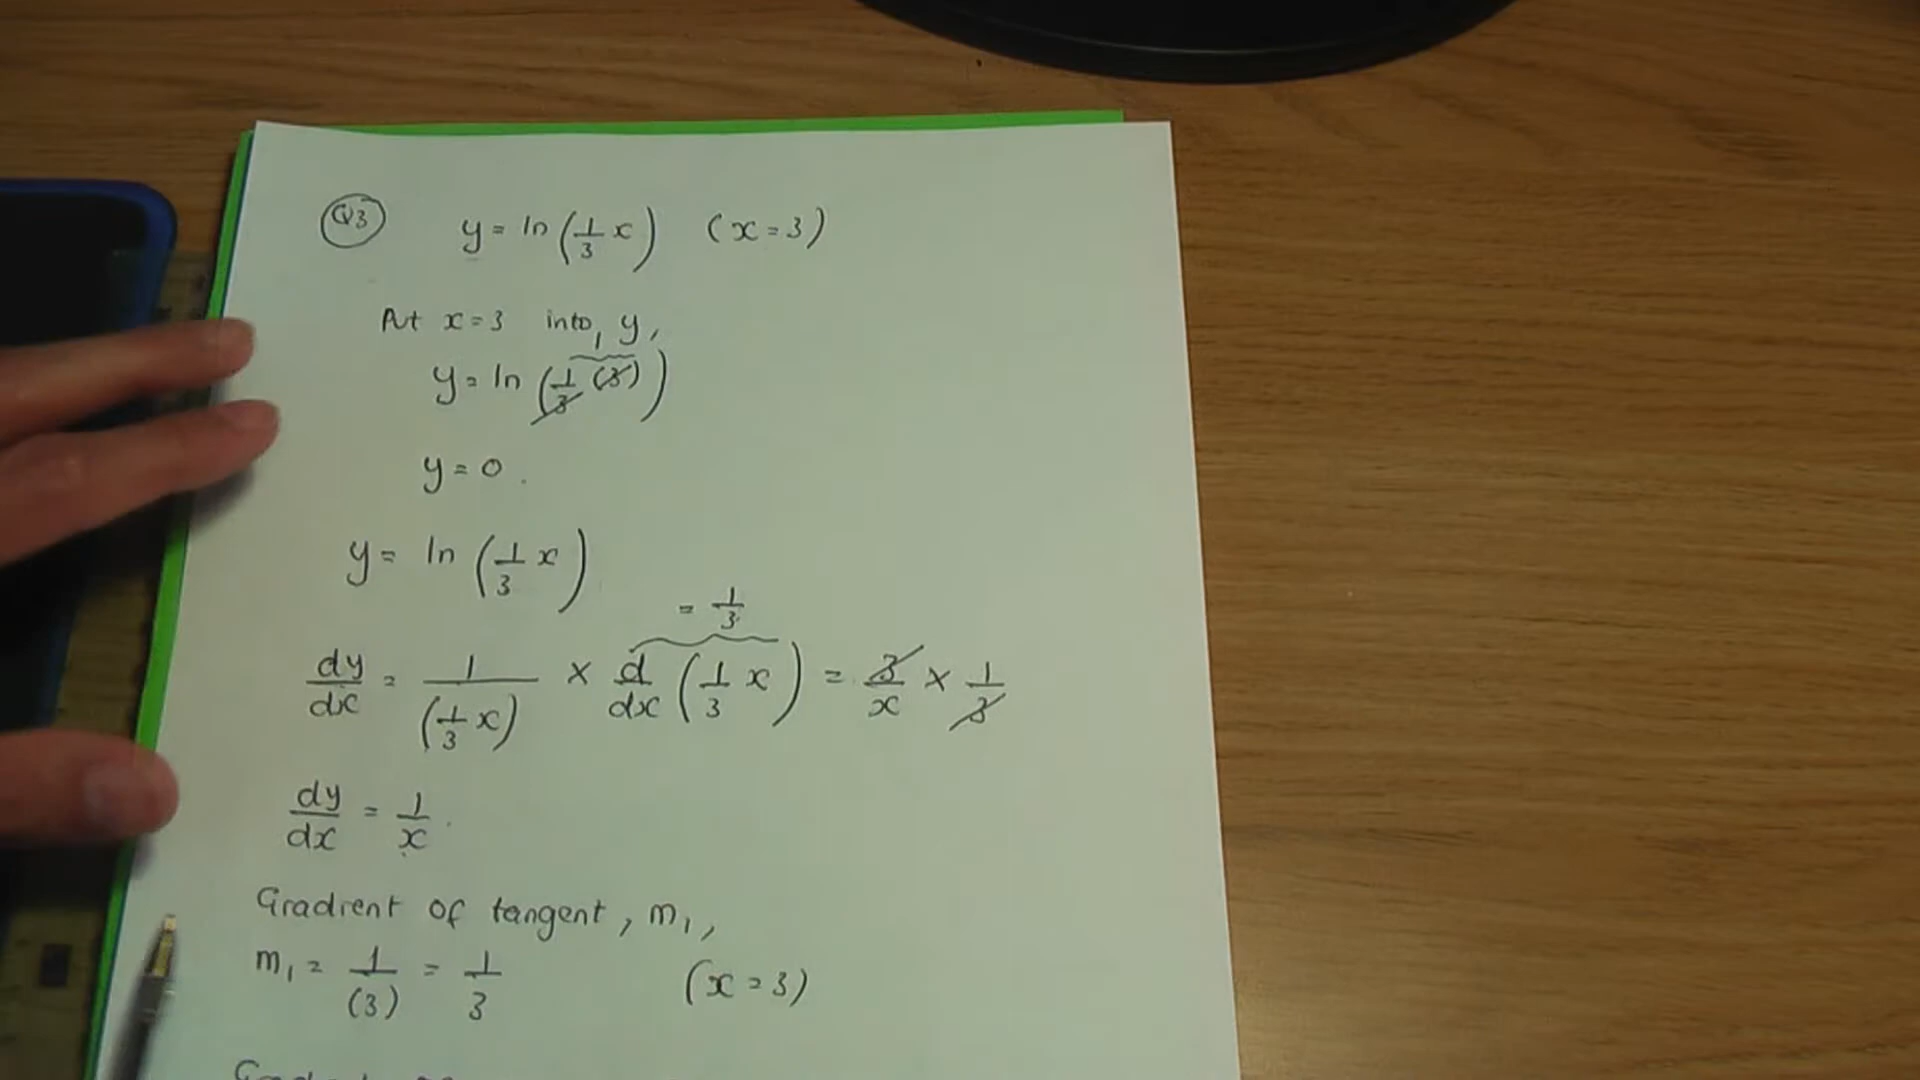 Q3 y = ln(1/3 x) (x = 3)
Put x = 3 into y,
y = ln(1/3 (3))
1
y = 0.
y = ln(1/3 x)
= 1/3
dy/dx = 1/(1/3 x) × d/dx (1/3 x) = 3/x × 1/3
dy/dx = 1/x.
Gradient of tangent, m₁,
m₁ = 1/(3) = 1/3 (x = 3)